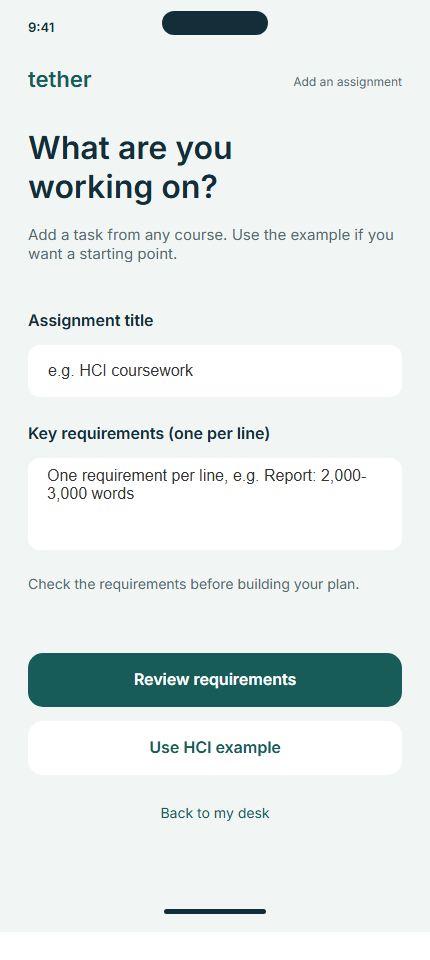 9:41
tether
Add an assignment
What are you
working on?
Add a task from any course. Use the example if you
want a starting point.
Assignment title
e.g. HCI coursework
Key requirements (one per line)
One requirement per line, e.g. Report: 2,000-
3,000 words
Check the requirements before building your plan.
Review requirements
Use HCI example
Back to my desk